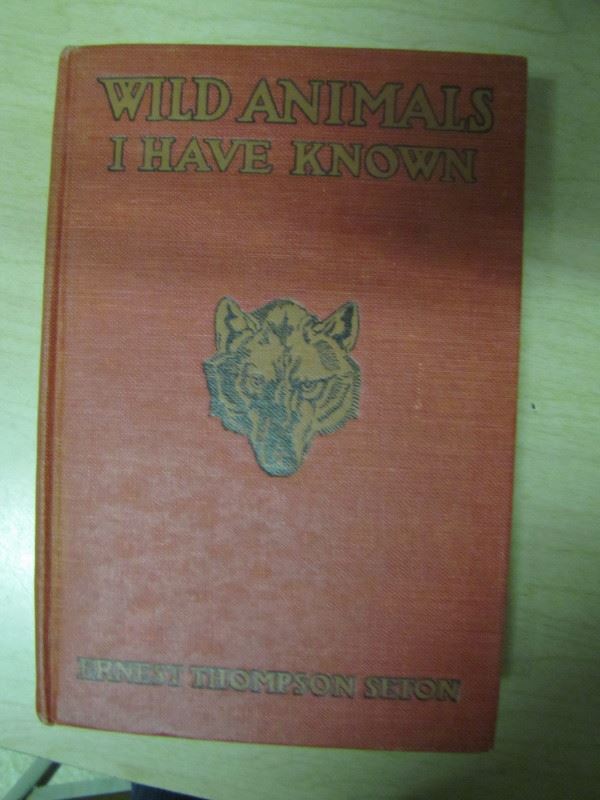 WILD ANIMALS
I HAVE KNOWN
ERNEST THOMPSON SETON